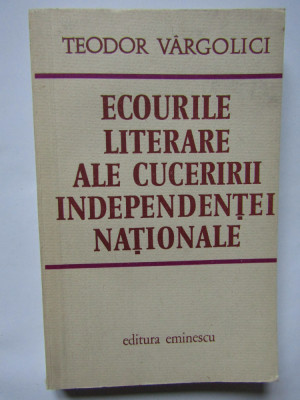 TEODOR VÂRGOLICI
ECOURILE
LITERARE
ALE CUCERIRII
INDEPENDENȚEI
NAȚIONALE
editura eminescu